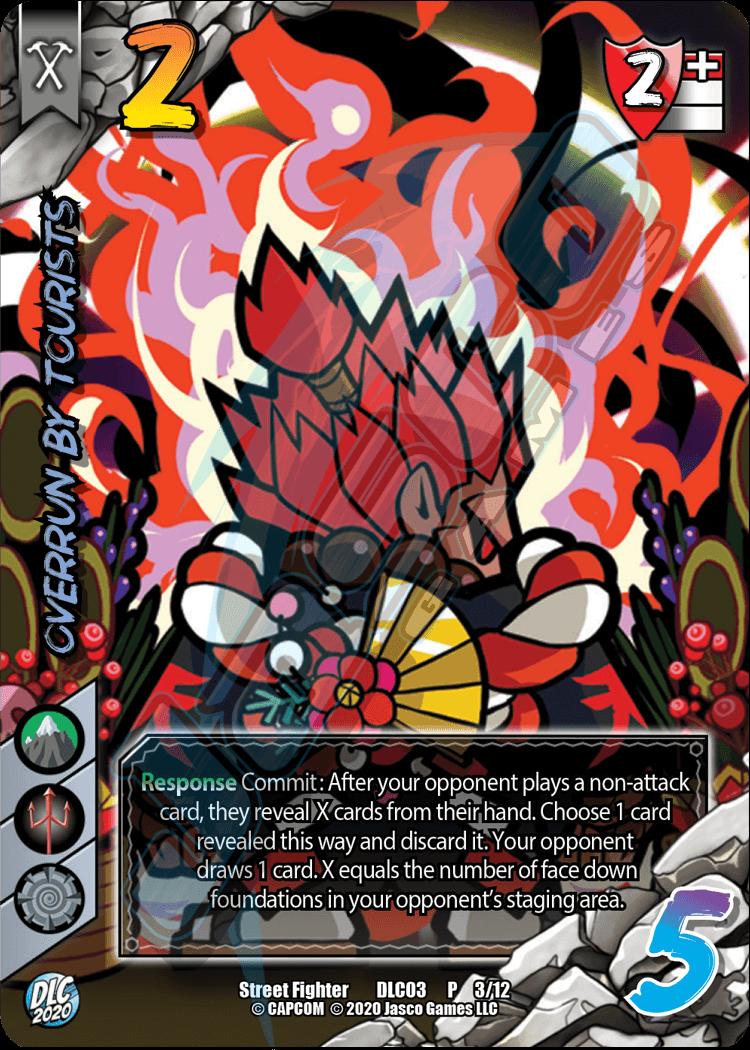 2
2
+
OVERRUN BY TOURISTS
Response Commit: After your opponent plays a non-attack
card, they reveal X cards from their hand. Choose 1 card
revealed this way and discard it. Your opponent
draws 1 card. X equals the number of face down
foundations in your opponent's staging area.
5
DLC
2020
Street Fighter DLC03 P 3/12
© CAPCOM © 2020 Jasco Games LLC